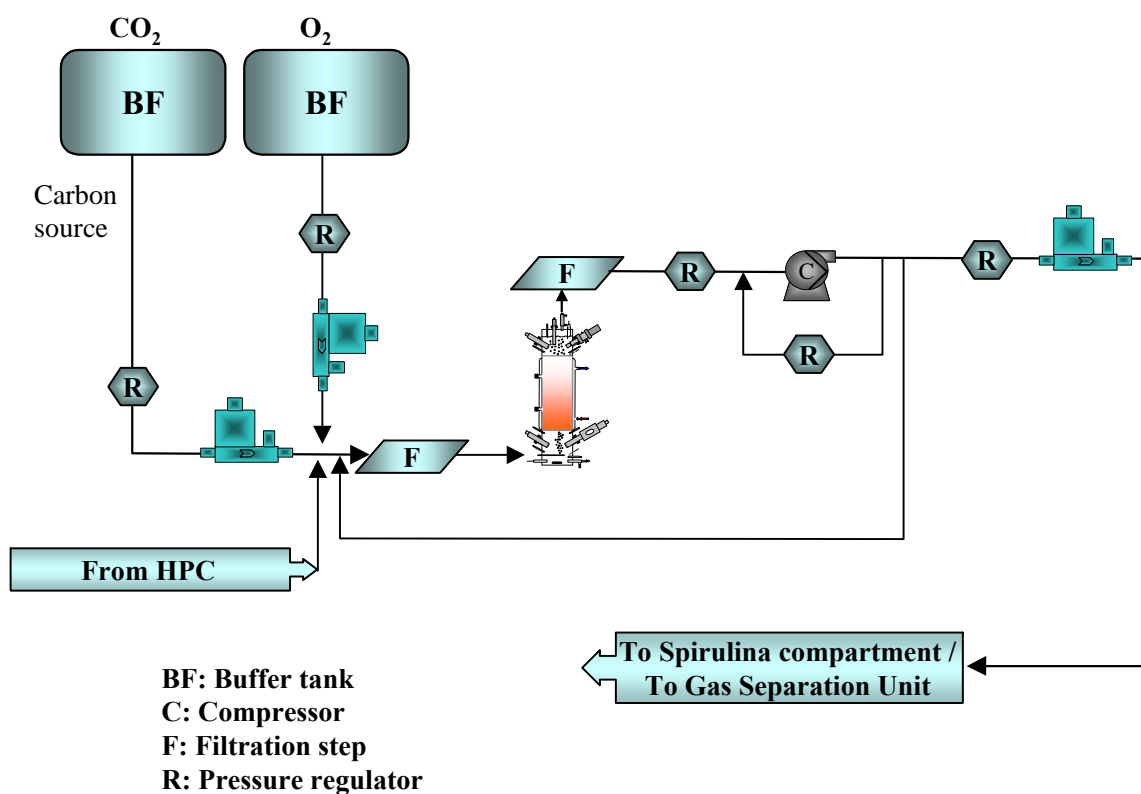 CO2 O2
BF BF
Carbon
source
R
R
F
R
C
R
R
F
From HPC
To Spirulina compartment /
To Gas Separation Unit
BF: Buffer tank
C: Compressor
F: Filtration step
R: Pressure regulator